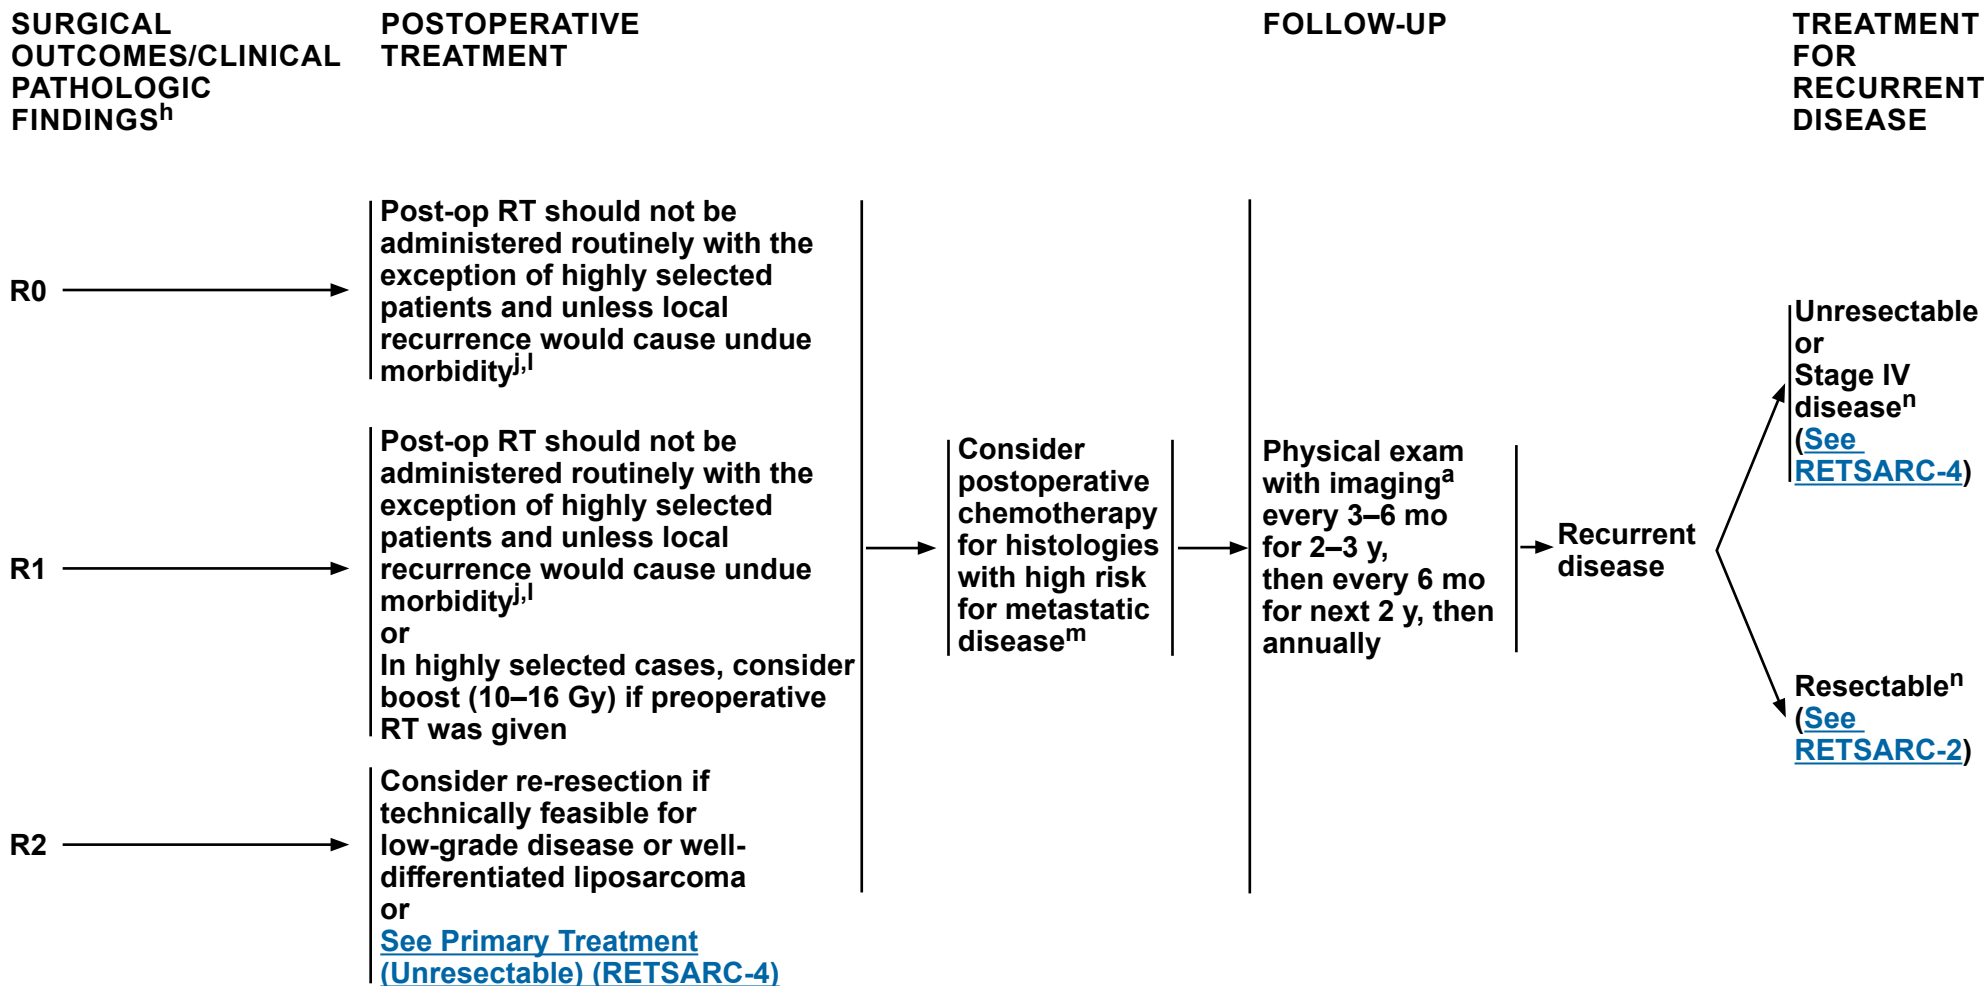 SURGICAL
OUTCOMES/CLINICAL
PATHOLOGIC
FINDINGSh
POSTOPERATIVE
TREATMENT
FOLLOW-UP
TREATMENT
FOR
RECURRENT
DISEASE
R0
Post-op RT should not be
administered routinely with the
exception of highly selected
patients and unless local
recurrence would cause undue
morbidityj,l
R1
Post-op RT should not be
administered routinely with the
exception of highly selected
patients and unless local
recurrence would cause undue
morbidityj,l
or
In highly selected cases, consider
boost (10–16 Gy) if preoperative
RT was given
R2
Consider re-resection if
technically feasible for
low-grade disease or well-
differentiated liposarcoma
or
See Primary Treatment
(Unresectable) (RETSARC-4)
Consider
postoperative
chemotherapy
for histologies
with high risk
for metastatic
diseasem
Physical exam
with imaginga
every 3–6 mo
for 2–3 y,
then every 6 mo
for next 2 y, then
annually
Recurrent
disease
Unresectable
or
Stage IV
diseasen
(See
RETSARC-4)
Resectablen
(See
RETSARC-2)